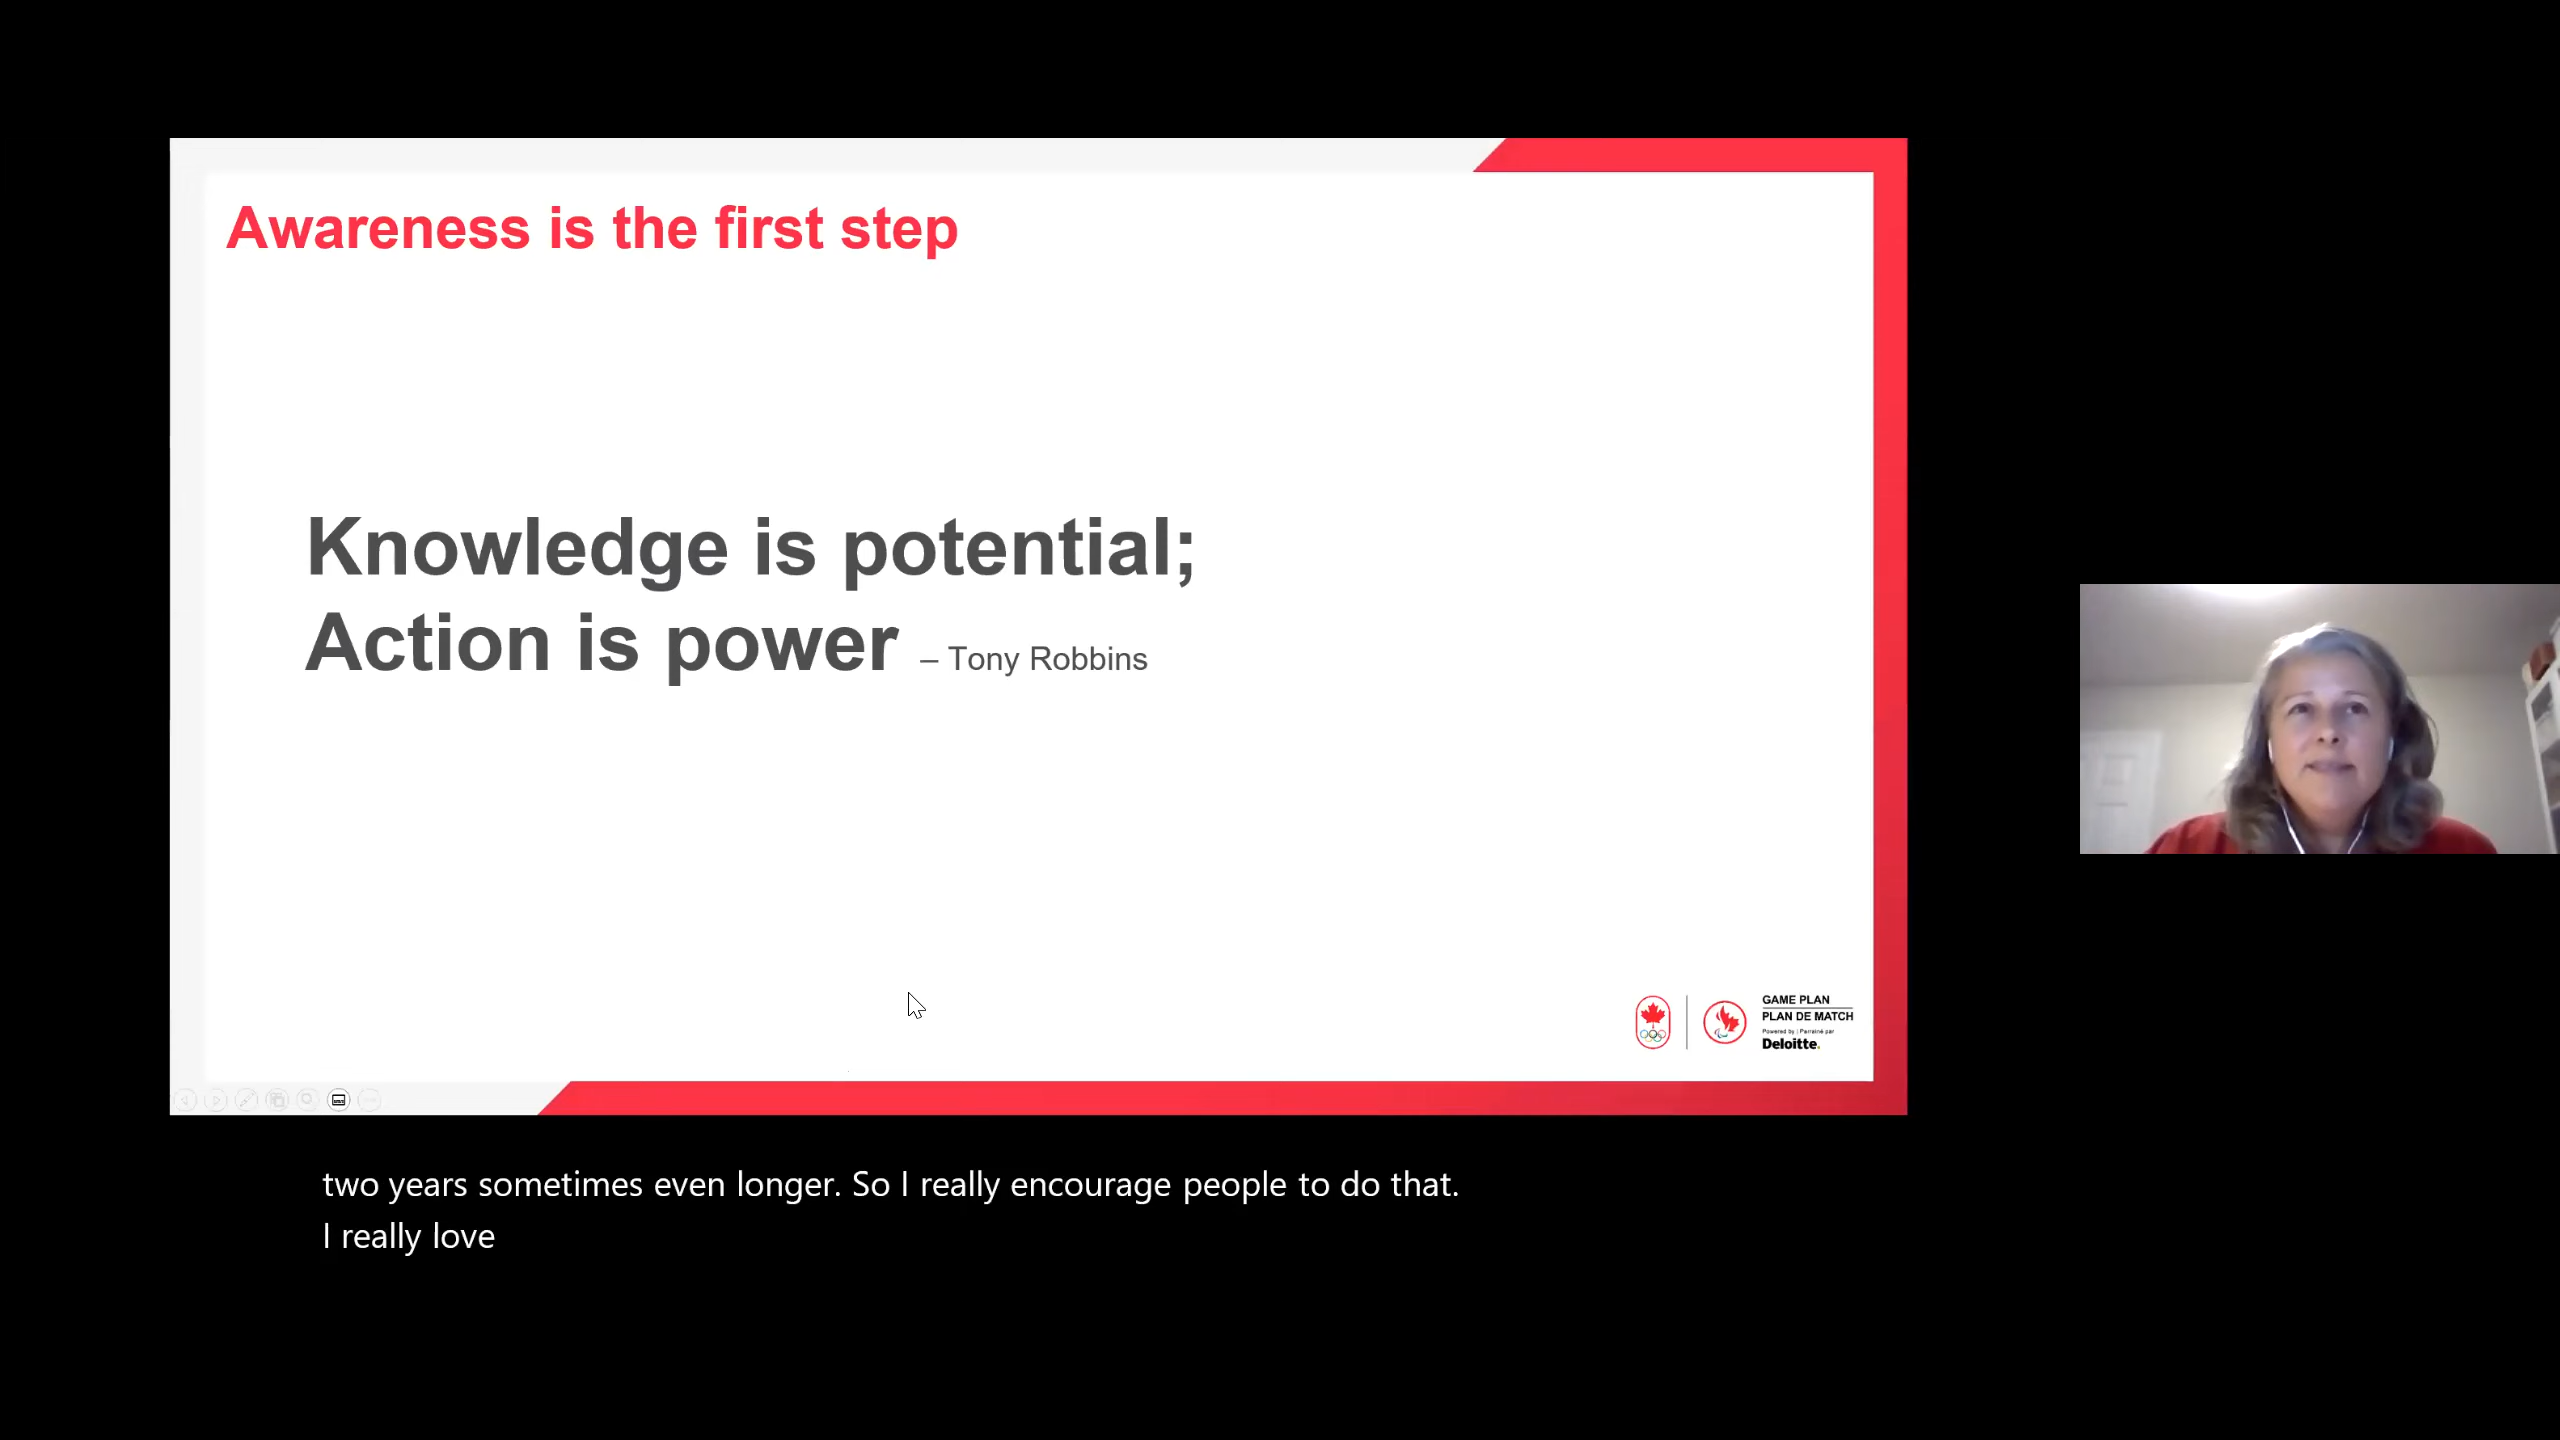 Awareness is the first step
Knowledge is potential;
Action is power – Tony Robbins
GAME PLAN
PLAN DE MATCH
Powered by | Parrainé par
Deloitte.
two years sometimes even longer. So I really encourage people to do that.
I really love